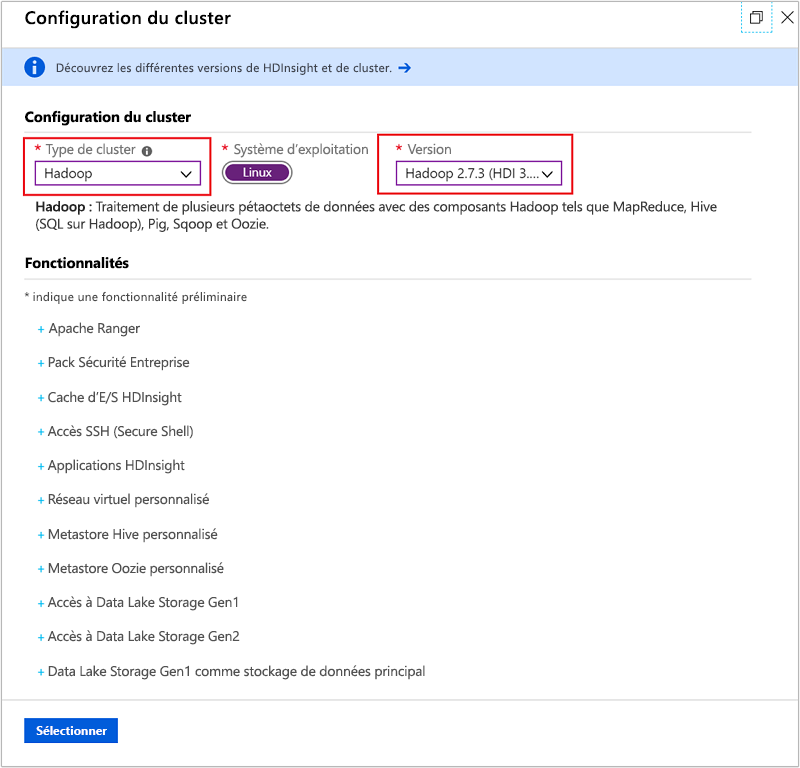 Configuration du cluster
Découvrez les différentes versions de HDInsight et de cluster. →
Configuration du cluster
* Type de cluster
* Système d'exploitation
* Version
Hadoop
Linux
Hadoop 2.7.3 (HDI 3....
Hadoop : Traitement de plusieurs pétaoctets de données avec des composants Hadoop tels que MapReduce, Hive
(SQL sur Hadoop), Pig, Sqoop et Oozie.
Fonctionnalités
* indique une fonctionnalité préliminaire
+ Apache Ranger
+ Pack Sécurité Entreprise
+ Cache d'E/S HDInsight
+ Accès SSH (Secure Shell)
+ Applications HDInsight
+ Réseau virtuel personnalisé
+ Metastore Hive personnalisé
+ Metastore Oozie personnalisé
+ Accès à Data Lake Storage Gen1
+ Accès à Data Lake Storage Gen2
+ Data Lake Storage Gen1 comme stockage de données principal
Sélectionner